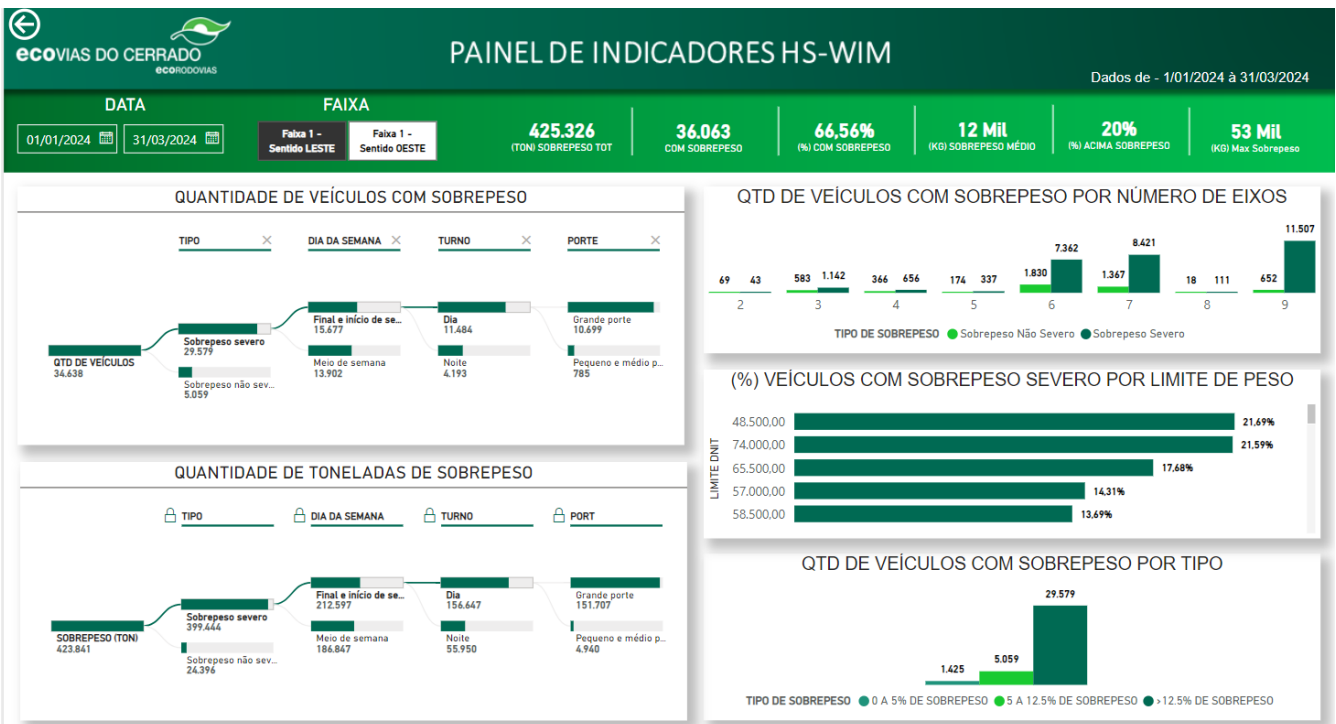 ecoVIAS DO CERRADO
ecoRODOVIAS
PAINEL DE INDICADORES HS-WIM
Dados de - 1/01/2024 à 31/03/2024
DATA
01/01/2024 31/03/2024
FAIXA
Faixa 1 -
Sentido LESTE
Faixa 1 -
Sentido OESTE
425.326
(TON) SOBREPESO TOT
36.063
COM SOBREPESO
66,56%
(%) COM SOBREPESO
12 Mil
(KG) SOBREPESO MÉDIO
20%
(%) ACIMA SOBREPESO
53 Mil
(KG) Max Sobrepeso
QUANTIDADE DE VEÍCULOS COM SOBREPESO
TIPO DIA DA SEMANA TURNO PORTE
QTD DE VEÍCULOS
34.638
Sobrepeso severo
29.579
Sobrepeso não sev...
5.059
Final e início de se...
15.677
Meio de semana
13.902
Dia
11.484
Noite
4.193
Grande porte
10.699
Pequeno e médio p...
785
QUANTIDADE DE TONELADAS DE SOBREPESO
TIPO DIA DA SEMANA TURNO PORT
SOBREPESO (TON)
423.841
Sobrepeso severo
399.444
Sobrepeso não sev...
24.396
Final e início de se...
212.597
Meio de semana
186.847
Dia
156.647
Noite
55.950
Grande porte
151.707
Pequeno e médio p...
4.940
QTD DE VEÍCULOS COM SOBREPESO POR NÚMERO DE EIXOS
69 43 583 1.142 366 656 174 337 1.830 7.362 1.367 8.421 18 111 652 11.507
2 3 4 5 6 7 8 9
TIPO DE SOBREPESO Sobrepeso Não Severo Sobrepeso Severo
(%) VEÍCULOS COM SOBREPESO SEVERO POR LIMITE DE PESO
LIMITE DNIT
48.500,00 21,69%
74.000,00 21,59%
65.500,00 17,68%
57.000,00 14,31%
58.500,00 13,69%
QTD DE VEÍCULOS COM SOBREPESO POR TIPO
1.425 5.059 29.579
TIPO DE SOBREPESO 0 A 5% DE SOBREPESO 5 A 12.5% DE SOBREPESO >12.5% DE SOBREPESO